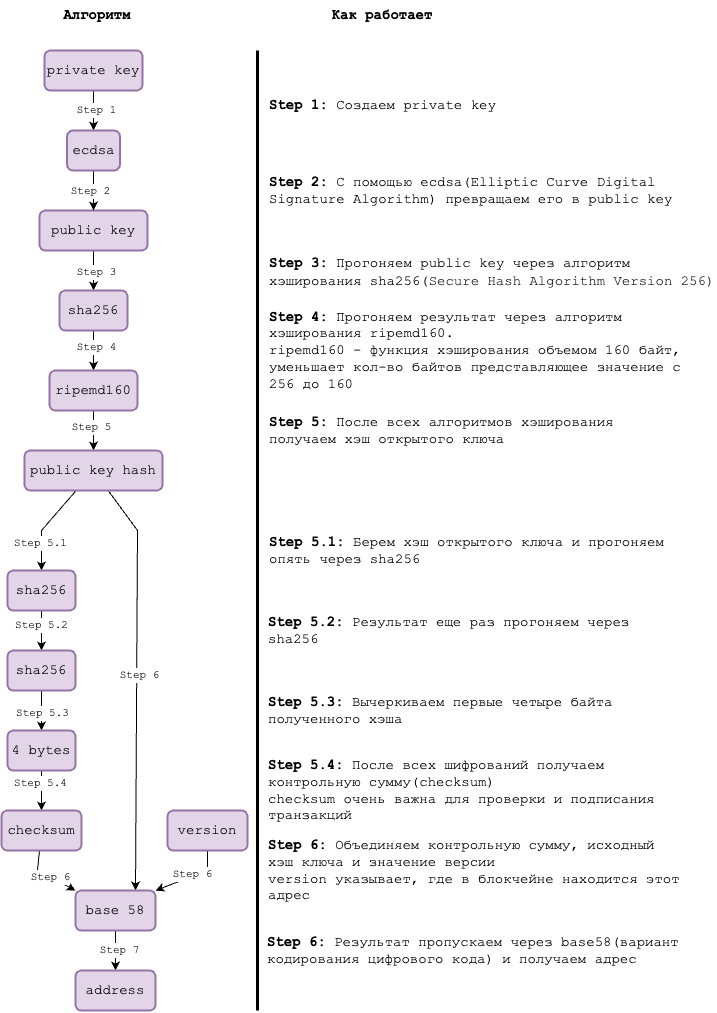 Алгоритм
private key
Step 1
ecdsa
Step 2
public key
Step 3
sha256
Step 4
ripemd160
Step 5
public key hash
Step 5.1
sha256
Step 5.2
sha256
Step 5.3
4 bytes
Step 5.4
checksum
Step 6
Step 6
version
Step 6
base 58
Step 7
address
Как работает
Step 1: Создаем private key
Step 2: С помощью ecdsa(Elliptic Curve Digital
Signature Algorithm) превращаем его в public key
Step 3: Прогоняем public key через алгоритм
хэширования sha256(Secure Hash Algorithm Version 256)
Step 4: Прогоняем результат через алгоритм
хэширования ripemd160.
ripemd160 - функция хэширования объемом 160 байт,
уменьшает кол-во байтов представляющее значение с
256 до 160
Step 5: После всех алгоритмов хэширования
получаем хэш открытого ключа
Step 5.1: Берем хэш открытого ключа и прогоняем
опять через sha256
Step 5.2: Результат еще раз прогоняем через
sha256
Step 5.3: Вычеркиваем первые четыре байта
полученного хэша
Step 5.4: После всех шифрований получаем
контрольную сумму(checksum)
checksum очень важна для проверки и подписания
транзакций
Step 6: Объединяем контрольную сумму, исходный
хэш ключа и значение версии
version указывает, где в блокчейне находится этот
адрес
Step 6: Результат пропускаем через base58(вариант
кодирования цифрового кода) и получаем адрес